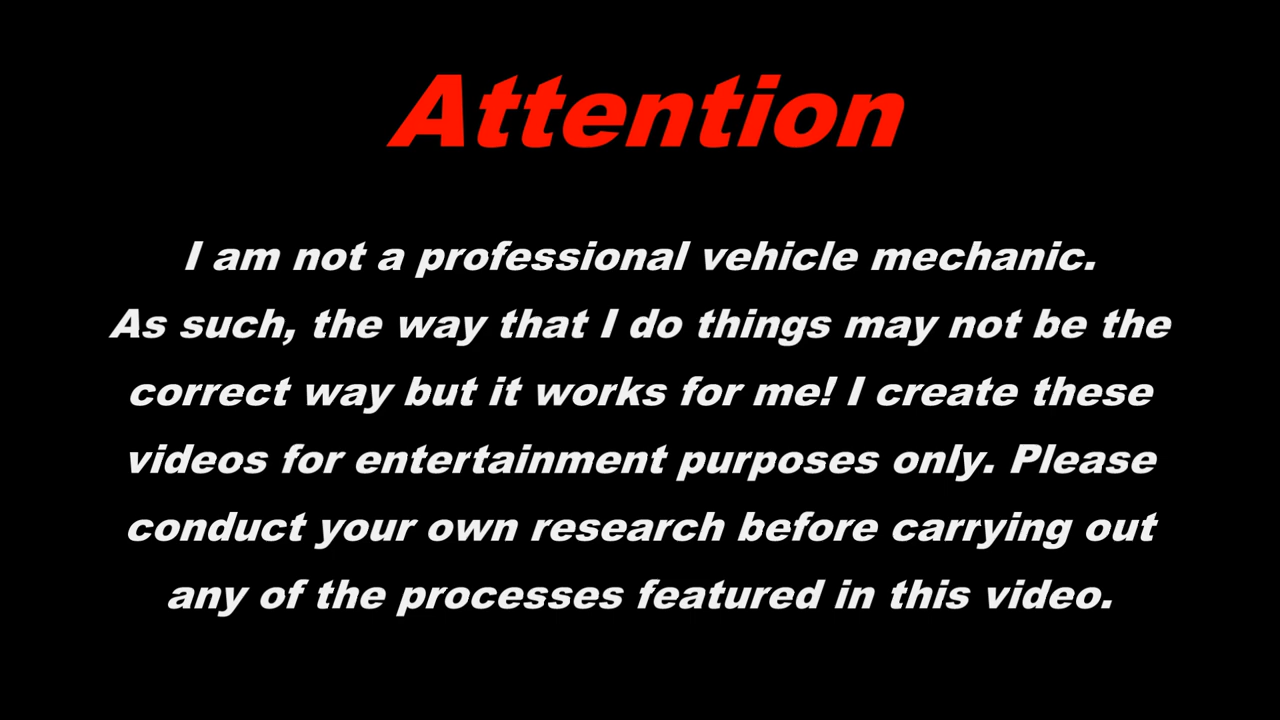 Attention
I am not a professional vehicle mechanic.
As such, the way that I do things may not be the
correct way but it works for me! I create these
videos for entertainment purposes only. Please
conduct your own research before carrying out
any of the processes featured in this video.